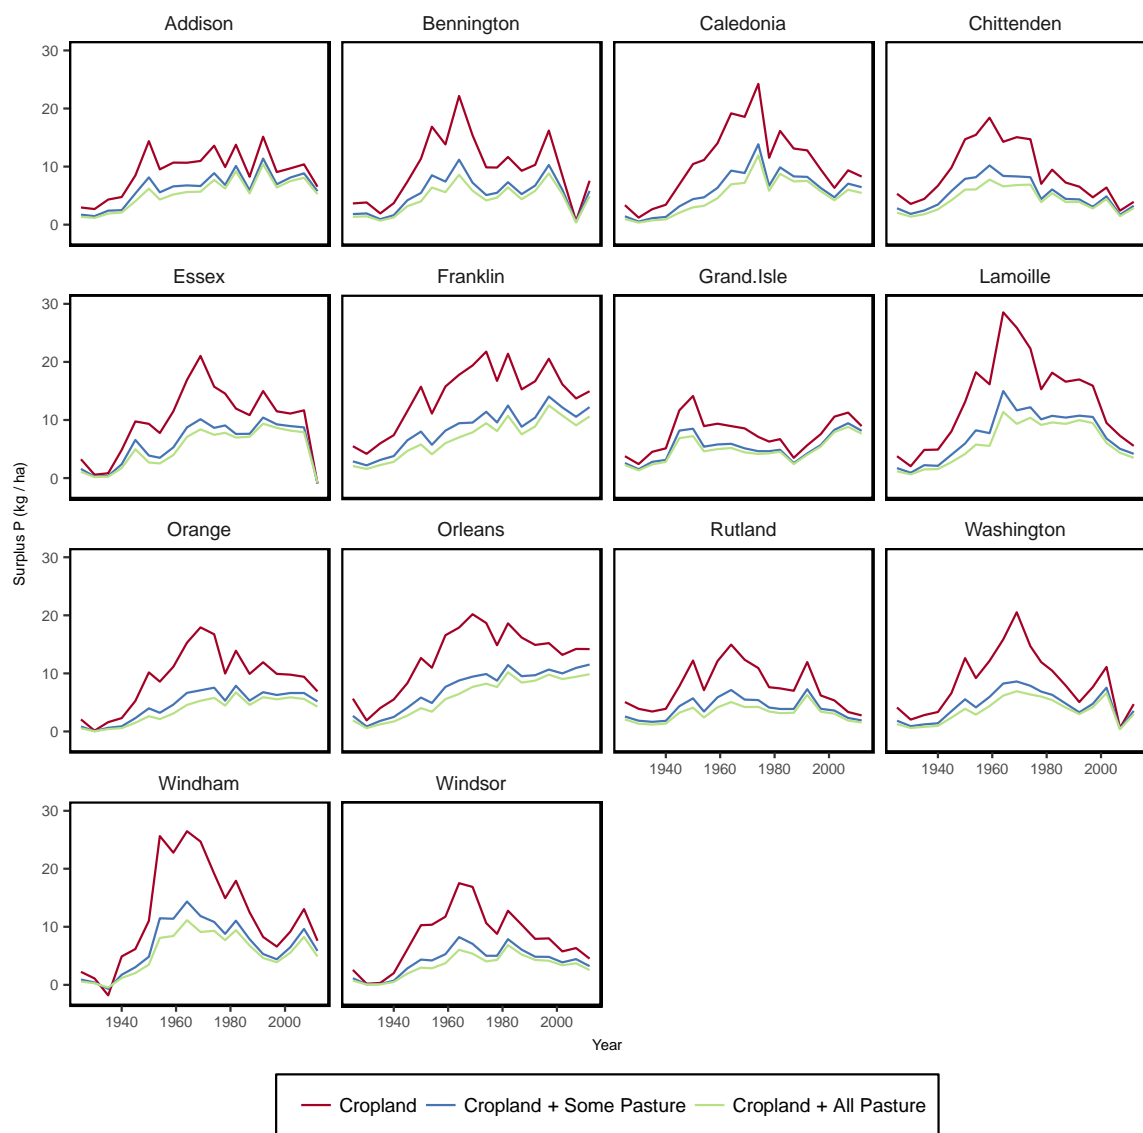 Addison Bennington Caledonia Chittenden
30
20
10
0
Essex Franklin Grand.Isle Lamoille
30
20
10
0
Surplus P (kg / ha)
Orange Orleans Rutland Washington
30
20
10
0
1940 1960 1980 2000 1940 1960 1980 2000
Windham Windsor
30
20
10
0
1940 1960 1980 2000 1940 1960 1980 2000
Year
Cropland Cropland + Some Pasture Cropland + All Pasture